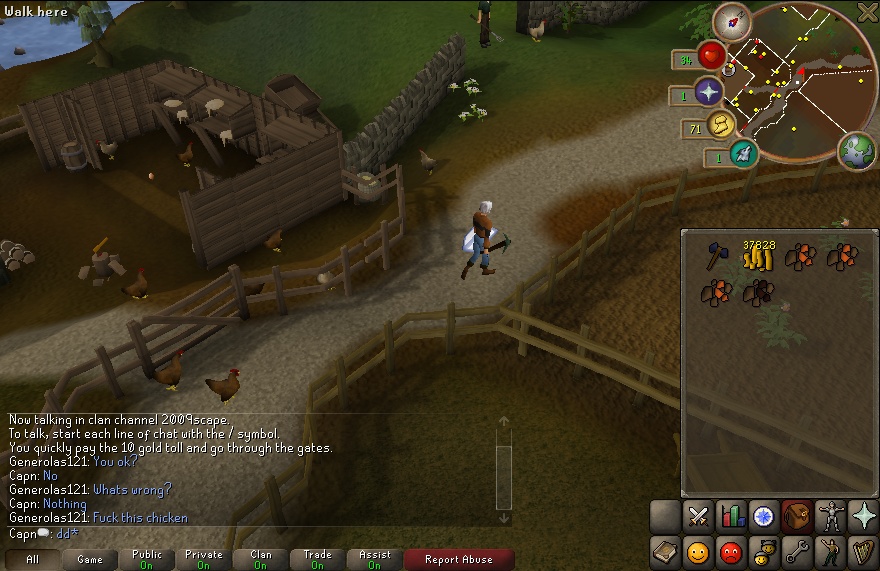 Walk here
34
1
71
1
37828
Now talking in clan channel 2009scape.
To talk, start each line of chat with the / symbol.
You quickly pay the 10 gold toll and go through the gates.
Generolas121: You ok?
Capn: No
Generolas121: Whats wrong?
Capn: Nothing
Generolas121: Fuck this chicken
Capn: dd*
All
Game
Public
On
Private
On
Clan
On
Trade
On
Assist
On
Report Abuse